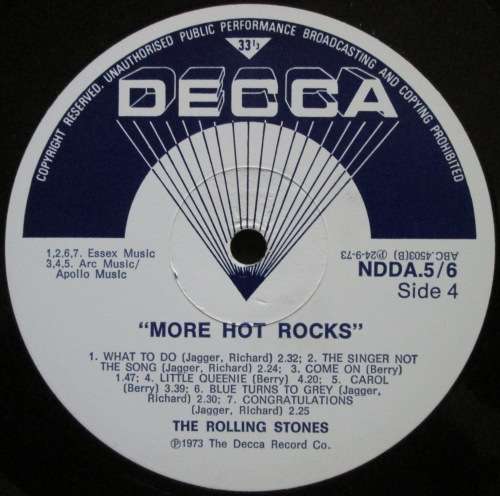 COPYRIGHT RESERVED. UNAUTHORISED PUBLIC PERFORMANCE BROADCASTING AND COPYING PROHIBITED
33⅓
DECCA
1,2,6,7. Essex Music
3,4,5. Arc Music/
Apollo Music
ABC.4503(B)
℗24-9-73
NDDA.5/6
Side 4
"MORE HOT ROCKS"
1. WHAT TO DO (Jagger, Richard) 2.32; 2. THE SINGER NOT
THE SONG (Jagger, Richard) 2.24; 3. COME ON (Berry)
1.47; 4. LITTLE QUEENIE (Berry) 4.20; 5. CAROL
(Berry) 3.39; 6. BLUE TURNS TO GREY (Jagger,
Richard) 2.30; 7. CONGRATULATIONS
(Jagger, Richard) 2.25
THE ROLLING STONES
℗1973 The Decca Record Co.